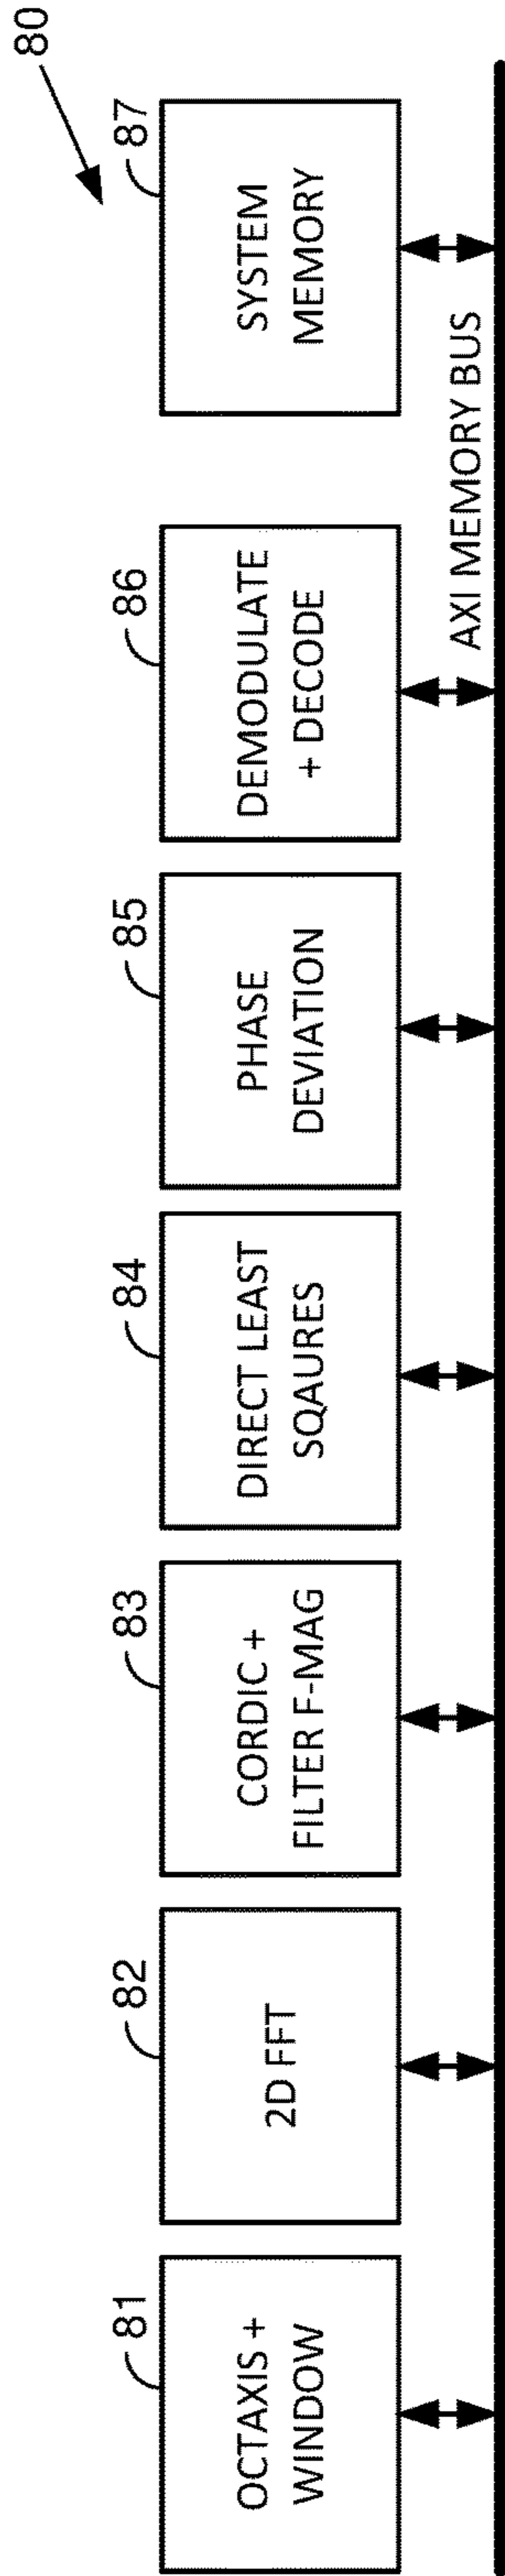 80
81
OCTAXIS +
WINDOW
82
2D FFT
83
CORDIC +
FILTER F-MAG
84
DIRECT LEAST
SQAURES
85
PHASE
DEVIATION
86
DEMODULATE
+ DECODE
87
SYSTEM
MEMORY
AXI MEMORY BUS